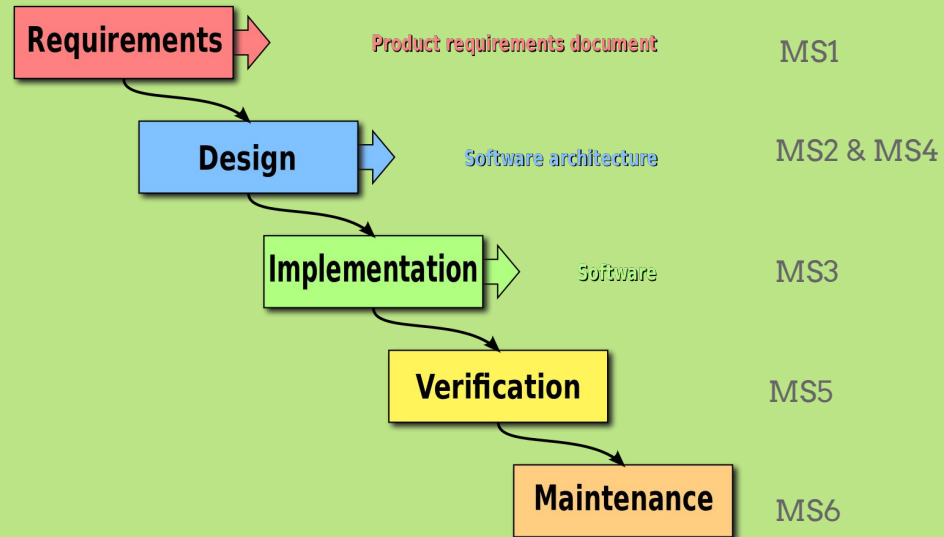 Requirements
Product requirements document
MS1
Design
Software architecture
MS2 & MS4
Implementation
Software
MS3
Verification
MS5
Maintenance
MS6